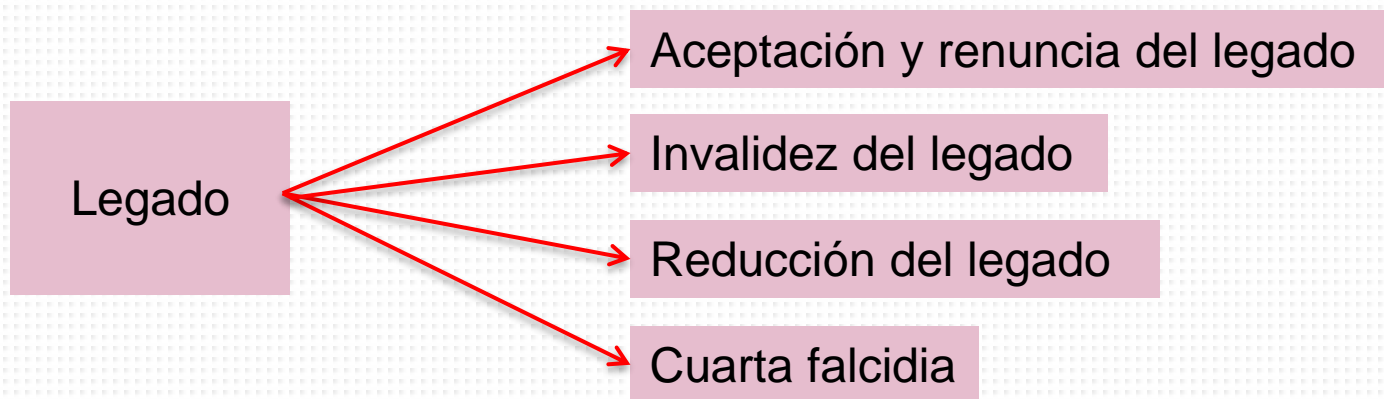 Legado
Aceptación y renuncia del legado
Invalidez del legado
Reducción del legado
Cuarta falcidia